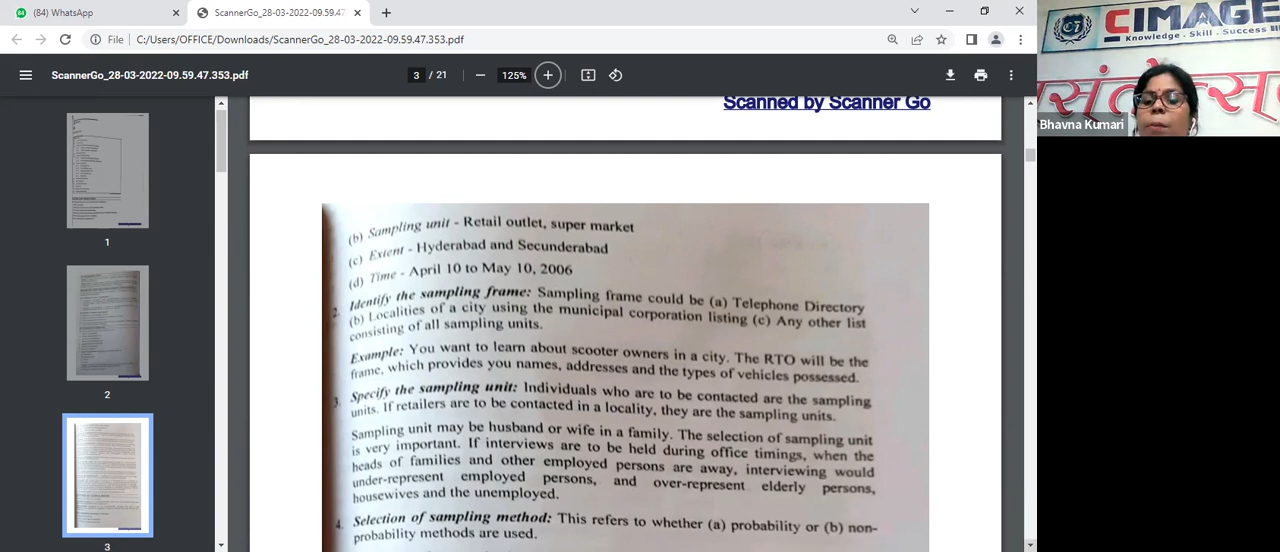 (84) WhatsApp
ScannerGo_28-03-2022-09.59.47
File
C:/Users/OFFICE/Downloads/ScannerGo_28-03-2022-09.59.47.353.pdf
ScannerGo_28-03-2022-09.59.47.353.pdf
3 / 21
125%
1
2
3
Scanned by Scanner Go
(b) Sampling unit - Retail outlet, super market
(c) Extent - Hyderabad and Secunderabad
(d) Time - April 10 to May 10, 2006
2. Identify the sampling frame: Sampling frame could be (a) Telephone Directory
(b) Localities of a city using the municipal corporation listing (c) Any other list
consisting of all sampling units.
Example: You want to learn about scooter owners in a city. The RTO will be the
frame, which provides you names, addresses and the types of vehicles possessed.
3. Specify the sampling unit: Individuals who are to be contacted are the sampling
units. If retailers are to be contacted in a locality, they are the sampling units.
Sampling unit may be husband or wife in a family. The selection of sampling unit
is very important. If interviews are to be held during office timings, when the
heads of families and other employed persons are away, interviewing would
under-represent employed persons, and over-represent elderly persons,
housewives and the unemployed.
4. Selection of sampling method: This refers to whether (a) probability or (b) non-
probability methods are used.
CIMAGE
Knowledge . Skill . Success
Bhavna Kumari